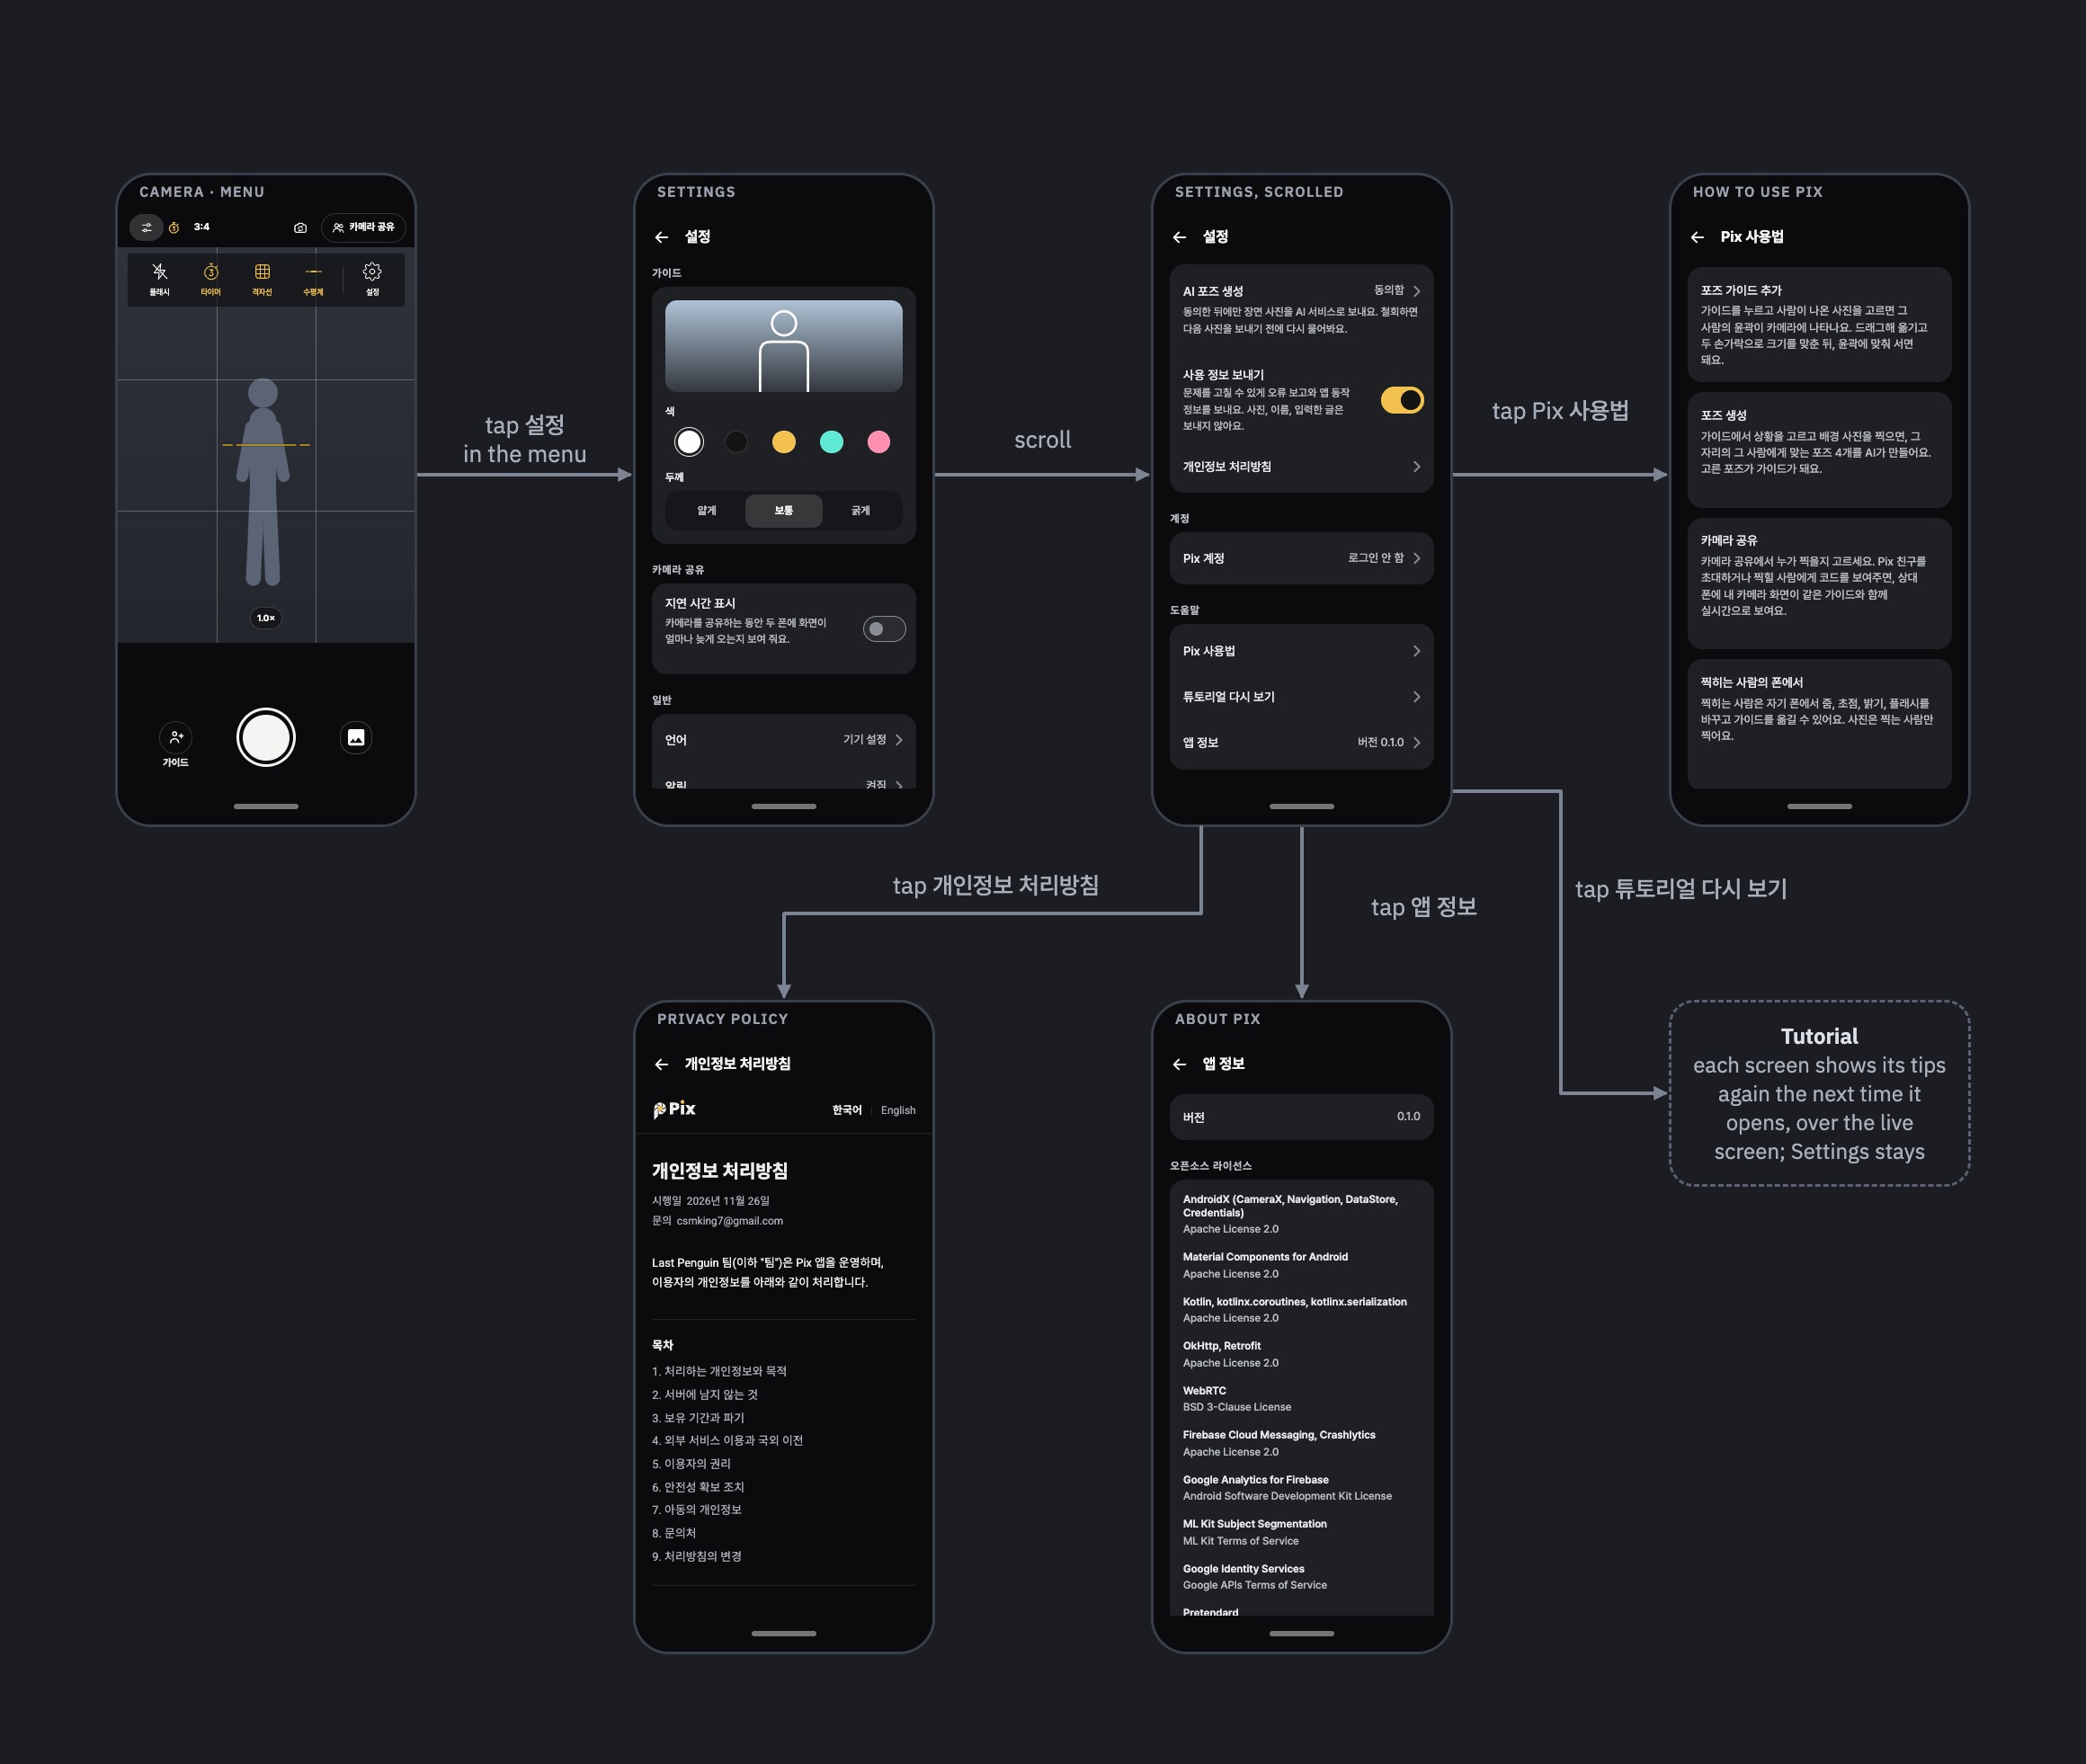 CAMERA · MENU
3
3:4
카메라 공유
플래시
3
타이머
격자선
수평계
설정
1.0×
가이드
tap 설정
in the menu
SETTINGS
설정
가이드
색
두께
얇게
보통
굵게
카메라 공유
지연 시간 표시
카메라를 공유하는 동안 두 폰에 화면이
얼마나 늦게 오는지 보여 줘요.
일반
언어
기기 설정
알림
켜짐
scroll
SETTINGS, SCROLLED
설정
AI 포즈 생성
동의함
동의한 뒤에만 장면 사진을 AI 서비스로 보내요. 철회하면
다음 사진을 보내기 전에 다시 물어봐요.
사용 정보 보내기
문제를 고칠 수 있게 오류 보고와 앱 동작
정보를 보내요. 사진, 이름, 입력한 글은
보내지 않아요.
개인정보 처리방침
계정
Pix 계정
로그인 안 함
도움말
Pix 사용법
튜토리얼 다시 보기
앱 정보
버전 0.1.0
tap Pix 사용법
HOW TO USE PIX
Pix 사용법
포즈 가이드 추가
가이드를 누르고 사람이 나온 사진을 고르면 그
사람의 윤곽이 카메라에 나타나요. 드래그해 옮기고
두 손가락으로 크기를 맞춘 뒤, 윤곽에 맞춰 서면
돼요.
포즈 생성
가이드에서 상황을 고르고 배경 사진을 찍으면, 그
자리의 그 사람에게 맞는 포즈 4개를 AI가 만들어요.
고른 포즈가 가이드가 돼요.
카메라 공유
카메라 공유에서 누가 찍을지 고르세요. Pix 친구를
초대하거나 찍힐 사람에게 코드를 보여주면, 상대
폰에 내 카메라 화면이 같은 가이드와 함께
실시간으로 보여요.
찍히는 사람의 폰에서
찍히는 사람은 자기 폰에서 줌, 초점, 밝기, 플래시를
바꾸고 가이드를 옮길 수 있어요. 사진은 찍는 사람만
찍어요.
tap 개인정보 처리방침
tap 앱 정보
tap 튜토리얼 다시 보기
PRIVACY POLICY
개인정보 처리방침
Pix
한국어
English
개인정보 처리방침
시행일 2026년 11월 26일
문의 csmking7@gmail.com
Last Penguin 팀(이하 "팀")은 Pix 앱을 운영하며,
이용자의 개인정보를 아래와 같이 처리합니다.
목차
1. 처리하는 개인정보와 목적
2. 서버에 남지 않는 것
3. 보유 기간과 파기
4. 외부 서비스 이용과 국외 이전
5. 이용자의 권리
6. 안전성 확보 조치
7. 아동의 개인정보
8. 문의처
9. 처리방침의 변경
ABOUT PIX
앱 정보
버전
0.1.0
오픈소스 라이선스
AndroidX (CameraX, Navigation, DataStore,
Credentials)
Apache License 2.0
Material Components for Android
Apache License 2.0
Kotlin, kotlinx.coroutines, kotlinx.serialization
Apache License 2.0
OkHttp, Retrofit
Apache License 2.0
WebRTC
BSD 3-Clause License
Firebase Cloud Messaging, Crashlytics
Apache License 2.0
Google Analytics for Firebase
Android Software Development Kit License
ML Kit Subject Segmentation
ML Kit Terms of Service
Google Identity Services
Google APIs Terms of Service
Pretendard
Tutorial
each screen shows its tips
again the next time it
opens, over the live
screen; Settings stays